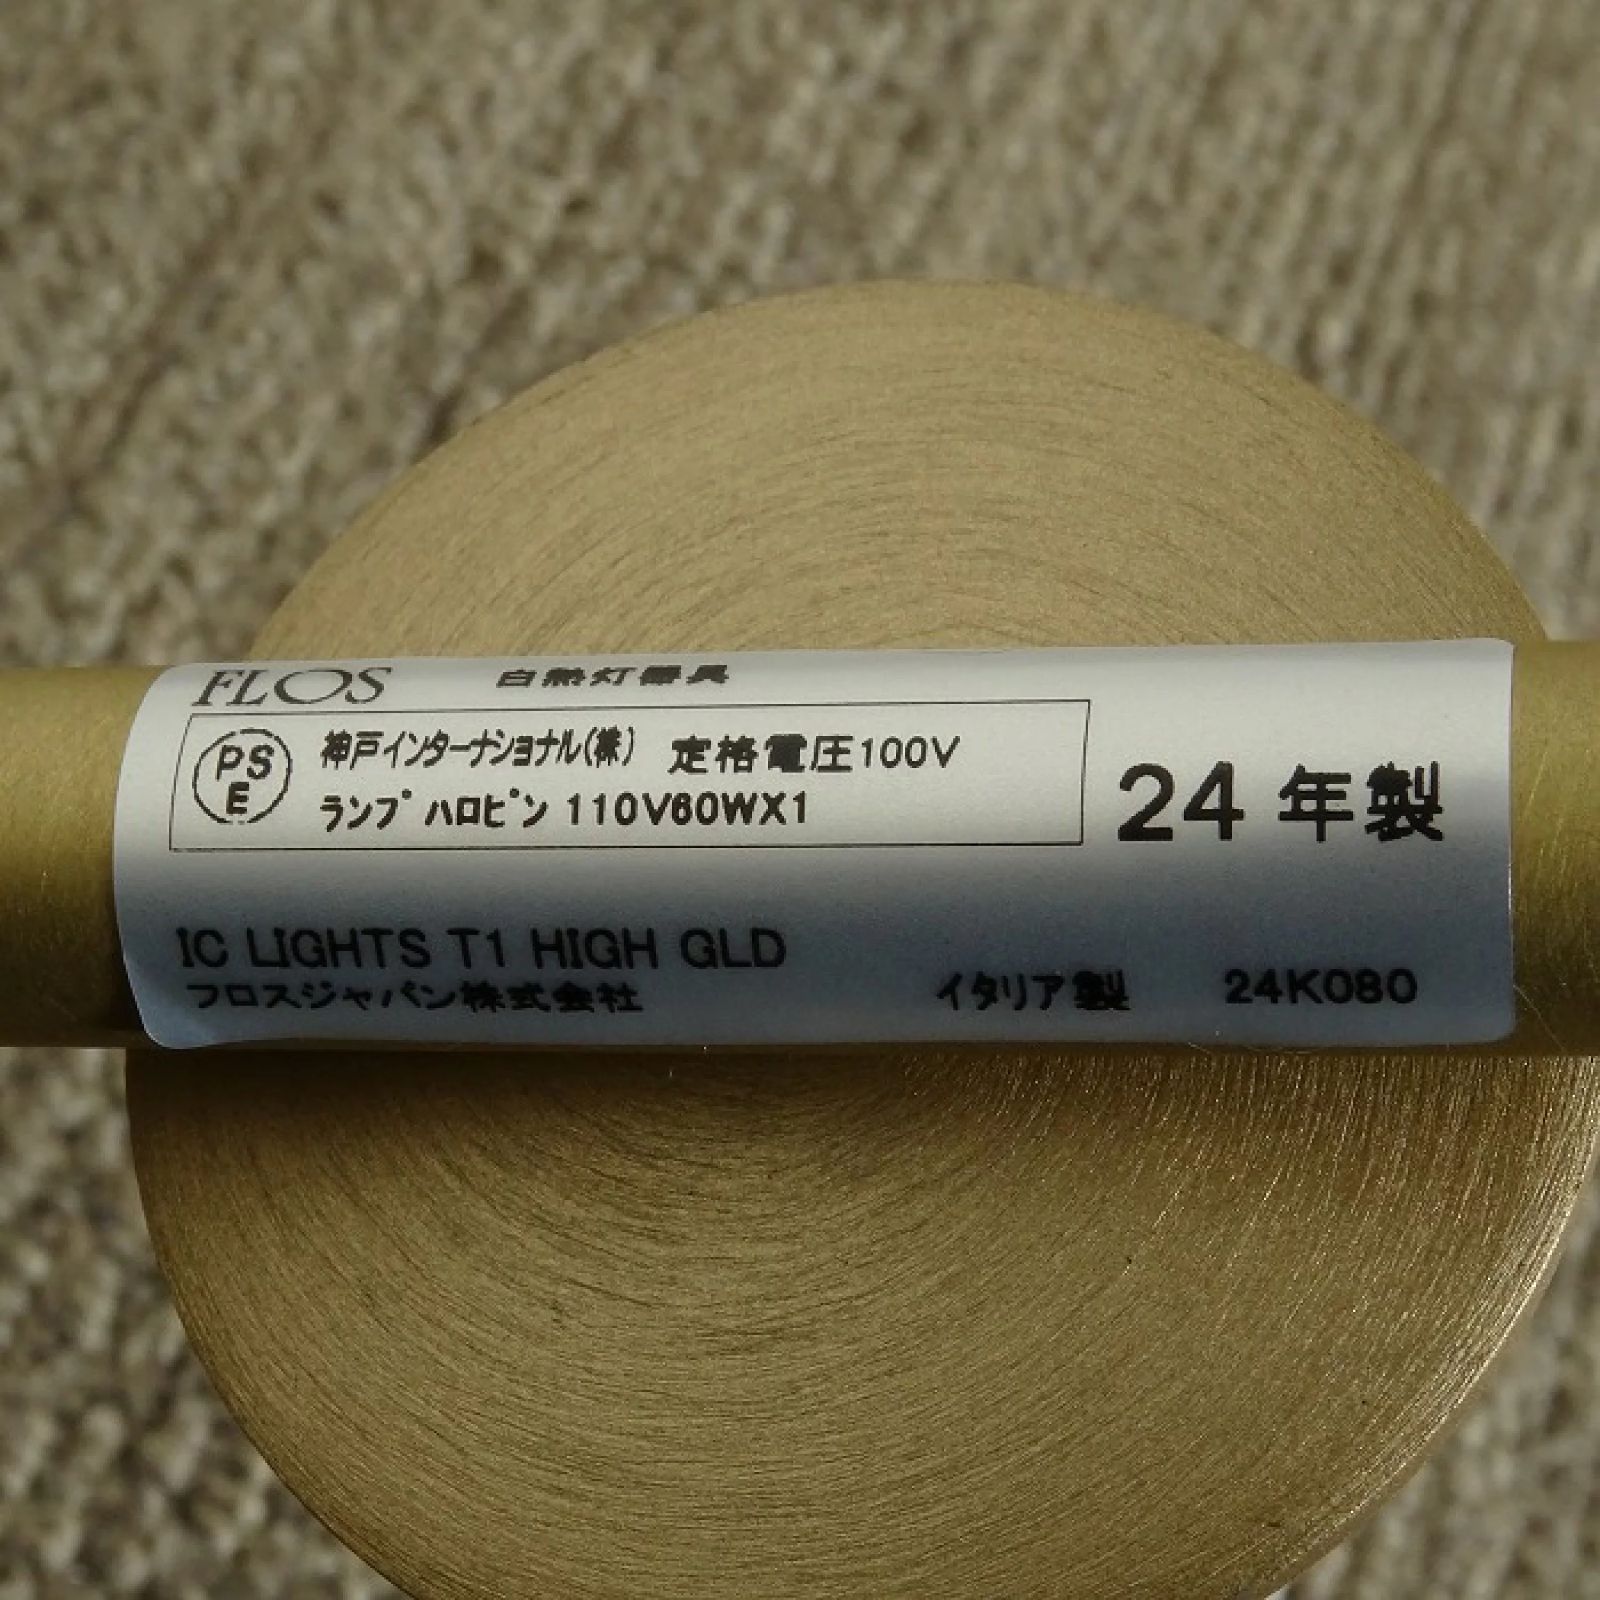 FLOS 白熱灯器具
PSE 神戸インターナショナル(株) 定格電圧100V
ランプ ハロピン 110V60WX1
24 年製
IC LIGHTS T1 HIGH GLD
フロスジャパン株式会社 イタリア製 24K080